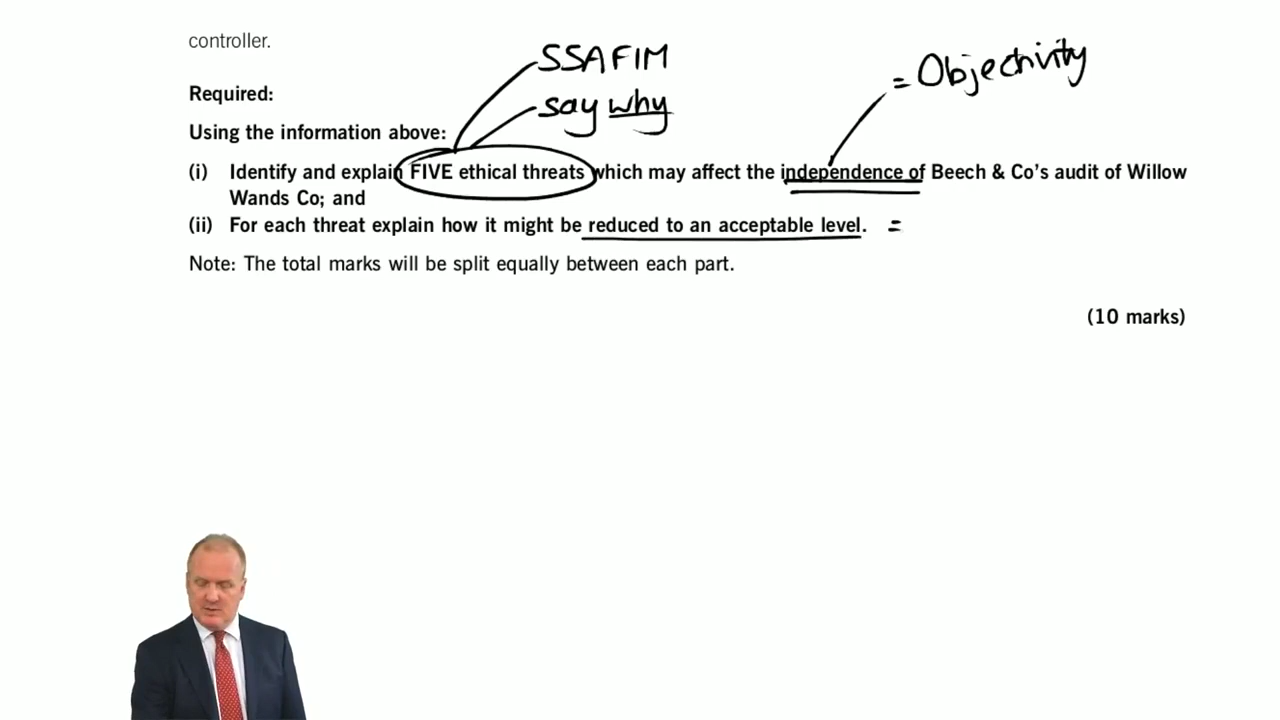 controller.
SSAFIM
= Objectivity
Required:
say why
Using the information above:
(i) Identify and explain FIVE ethical threats which may affect the independence of Beech & Co's audit of Willow
Wands Co; and
(ii) For each threat explain how it might be reduced to an acceptable level. =
Note: The total marks will be split equally between each part.
(10 marks)